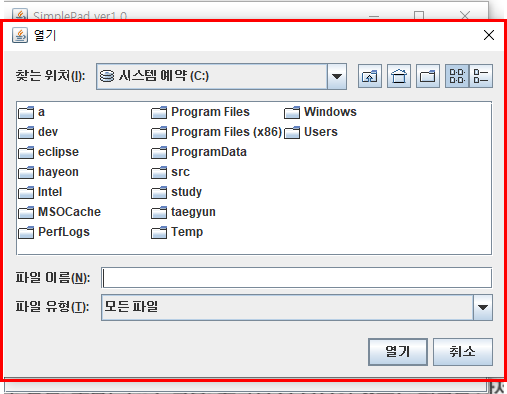 SimplePad ver1.0
열기
찾는 위치(I): 시스템 예약 (C:)
a Program Files Windows
dev Program Files (x86) Users
eclipse ProgramData
hayeon src
Intel study
MSOCache taegyun
PerfLogs Temp
파일 이름(N):
파일 유형(T): 모든 파일
열기 취소